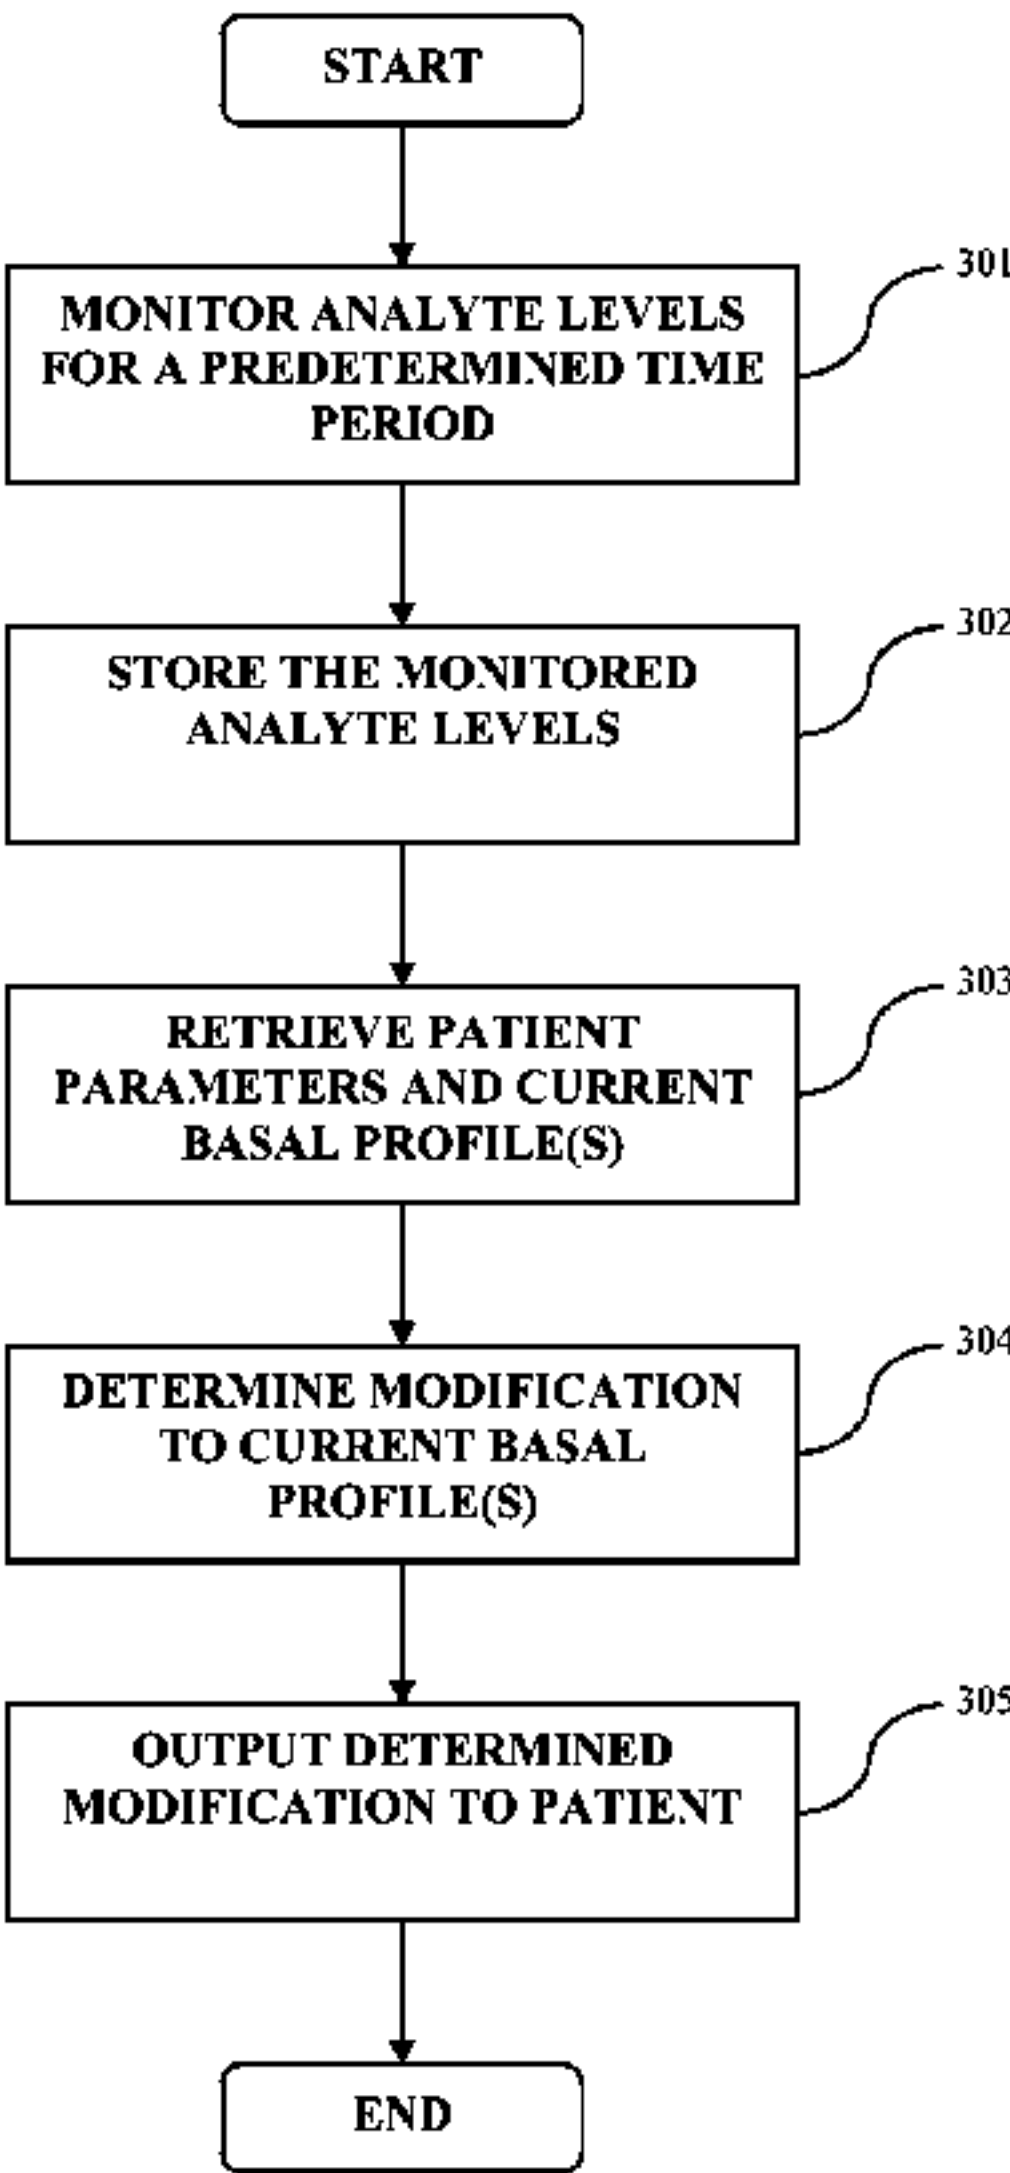 START
301
MONITOR ANALYTE LEVELS
FOR A PREDETERMINED TIME
PERIOD
302
STORE THE MONITORED
ANALYTE LEVELS
303
RETRIEVE PATIENT
PARAMETERS AND CURRENT
BASAL PROFILE(S)
304
DETERMINE MODIFICATION
TO CURRENT BASAL
PROFILE(S)
305
OUTPUT DETERMINED
MODIFICATION TO PATIENT
END